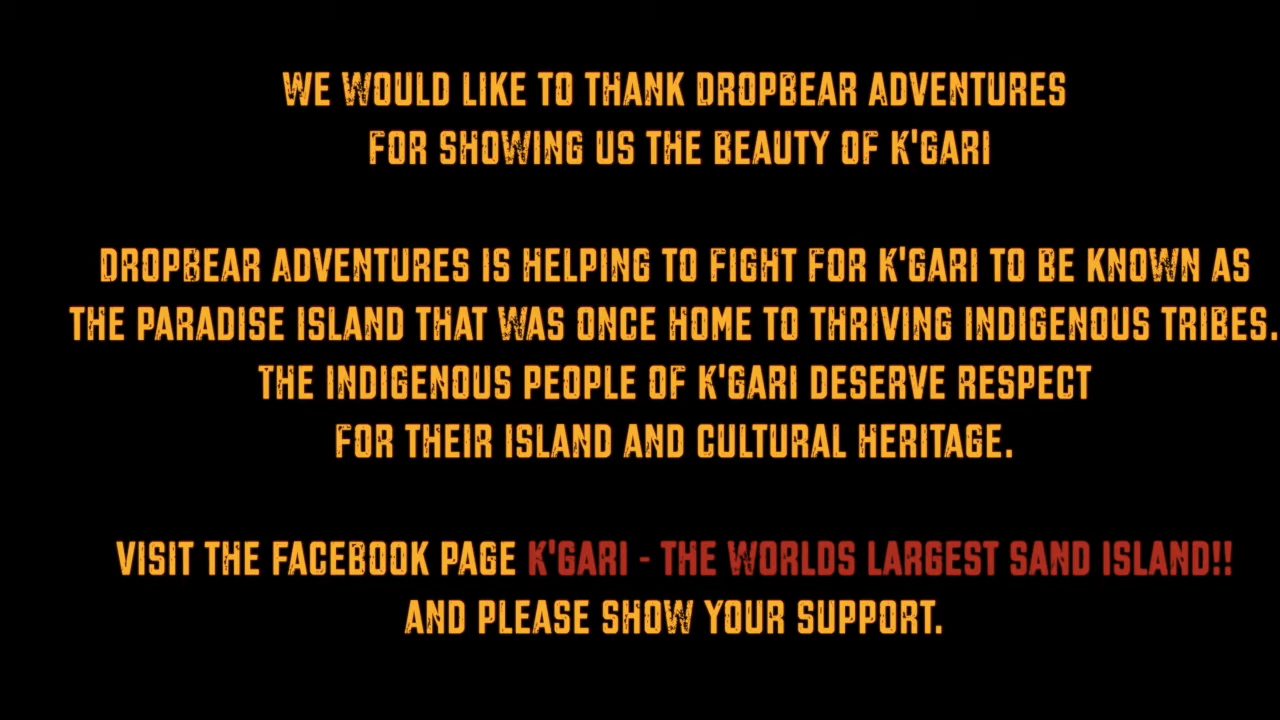 WE WOULD LIKE TO THANK DROPBEAR ADVENTURES
FOR SHOWING US THE BEAUTY OF K'GARI
DROPBEAR ADVENTURES IS HELPING TO FIGHT FOR K'GARI TO BE KNOWN AS
THE PARADISE ISLAND THAT WAS ONCE HOME TO THRIVING INDIGENOUS TRIBES.
THE INDIGENOUS PEOPLE OF K'GARI DESERVE RESPECT
FOR THEIR ISLAND AND CULTURAL HERITAGE.
VISIT THE FACEBOOK PAGE K'GARI - THE WORLDS LARGEST SAND ISLAND!!
AND PLEASE SHOW YOUR SUPPORT.